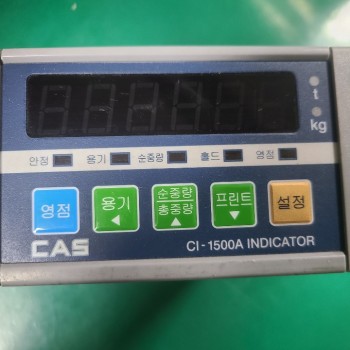 t
kg
안정 용기 순중량 홀드 영점
영점 용기 순중량 프린트 설정
총중량
CAS CI-1500A INDICATOR